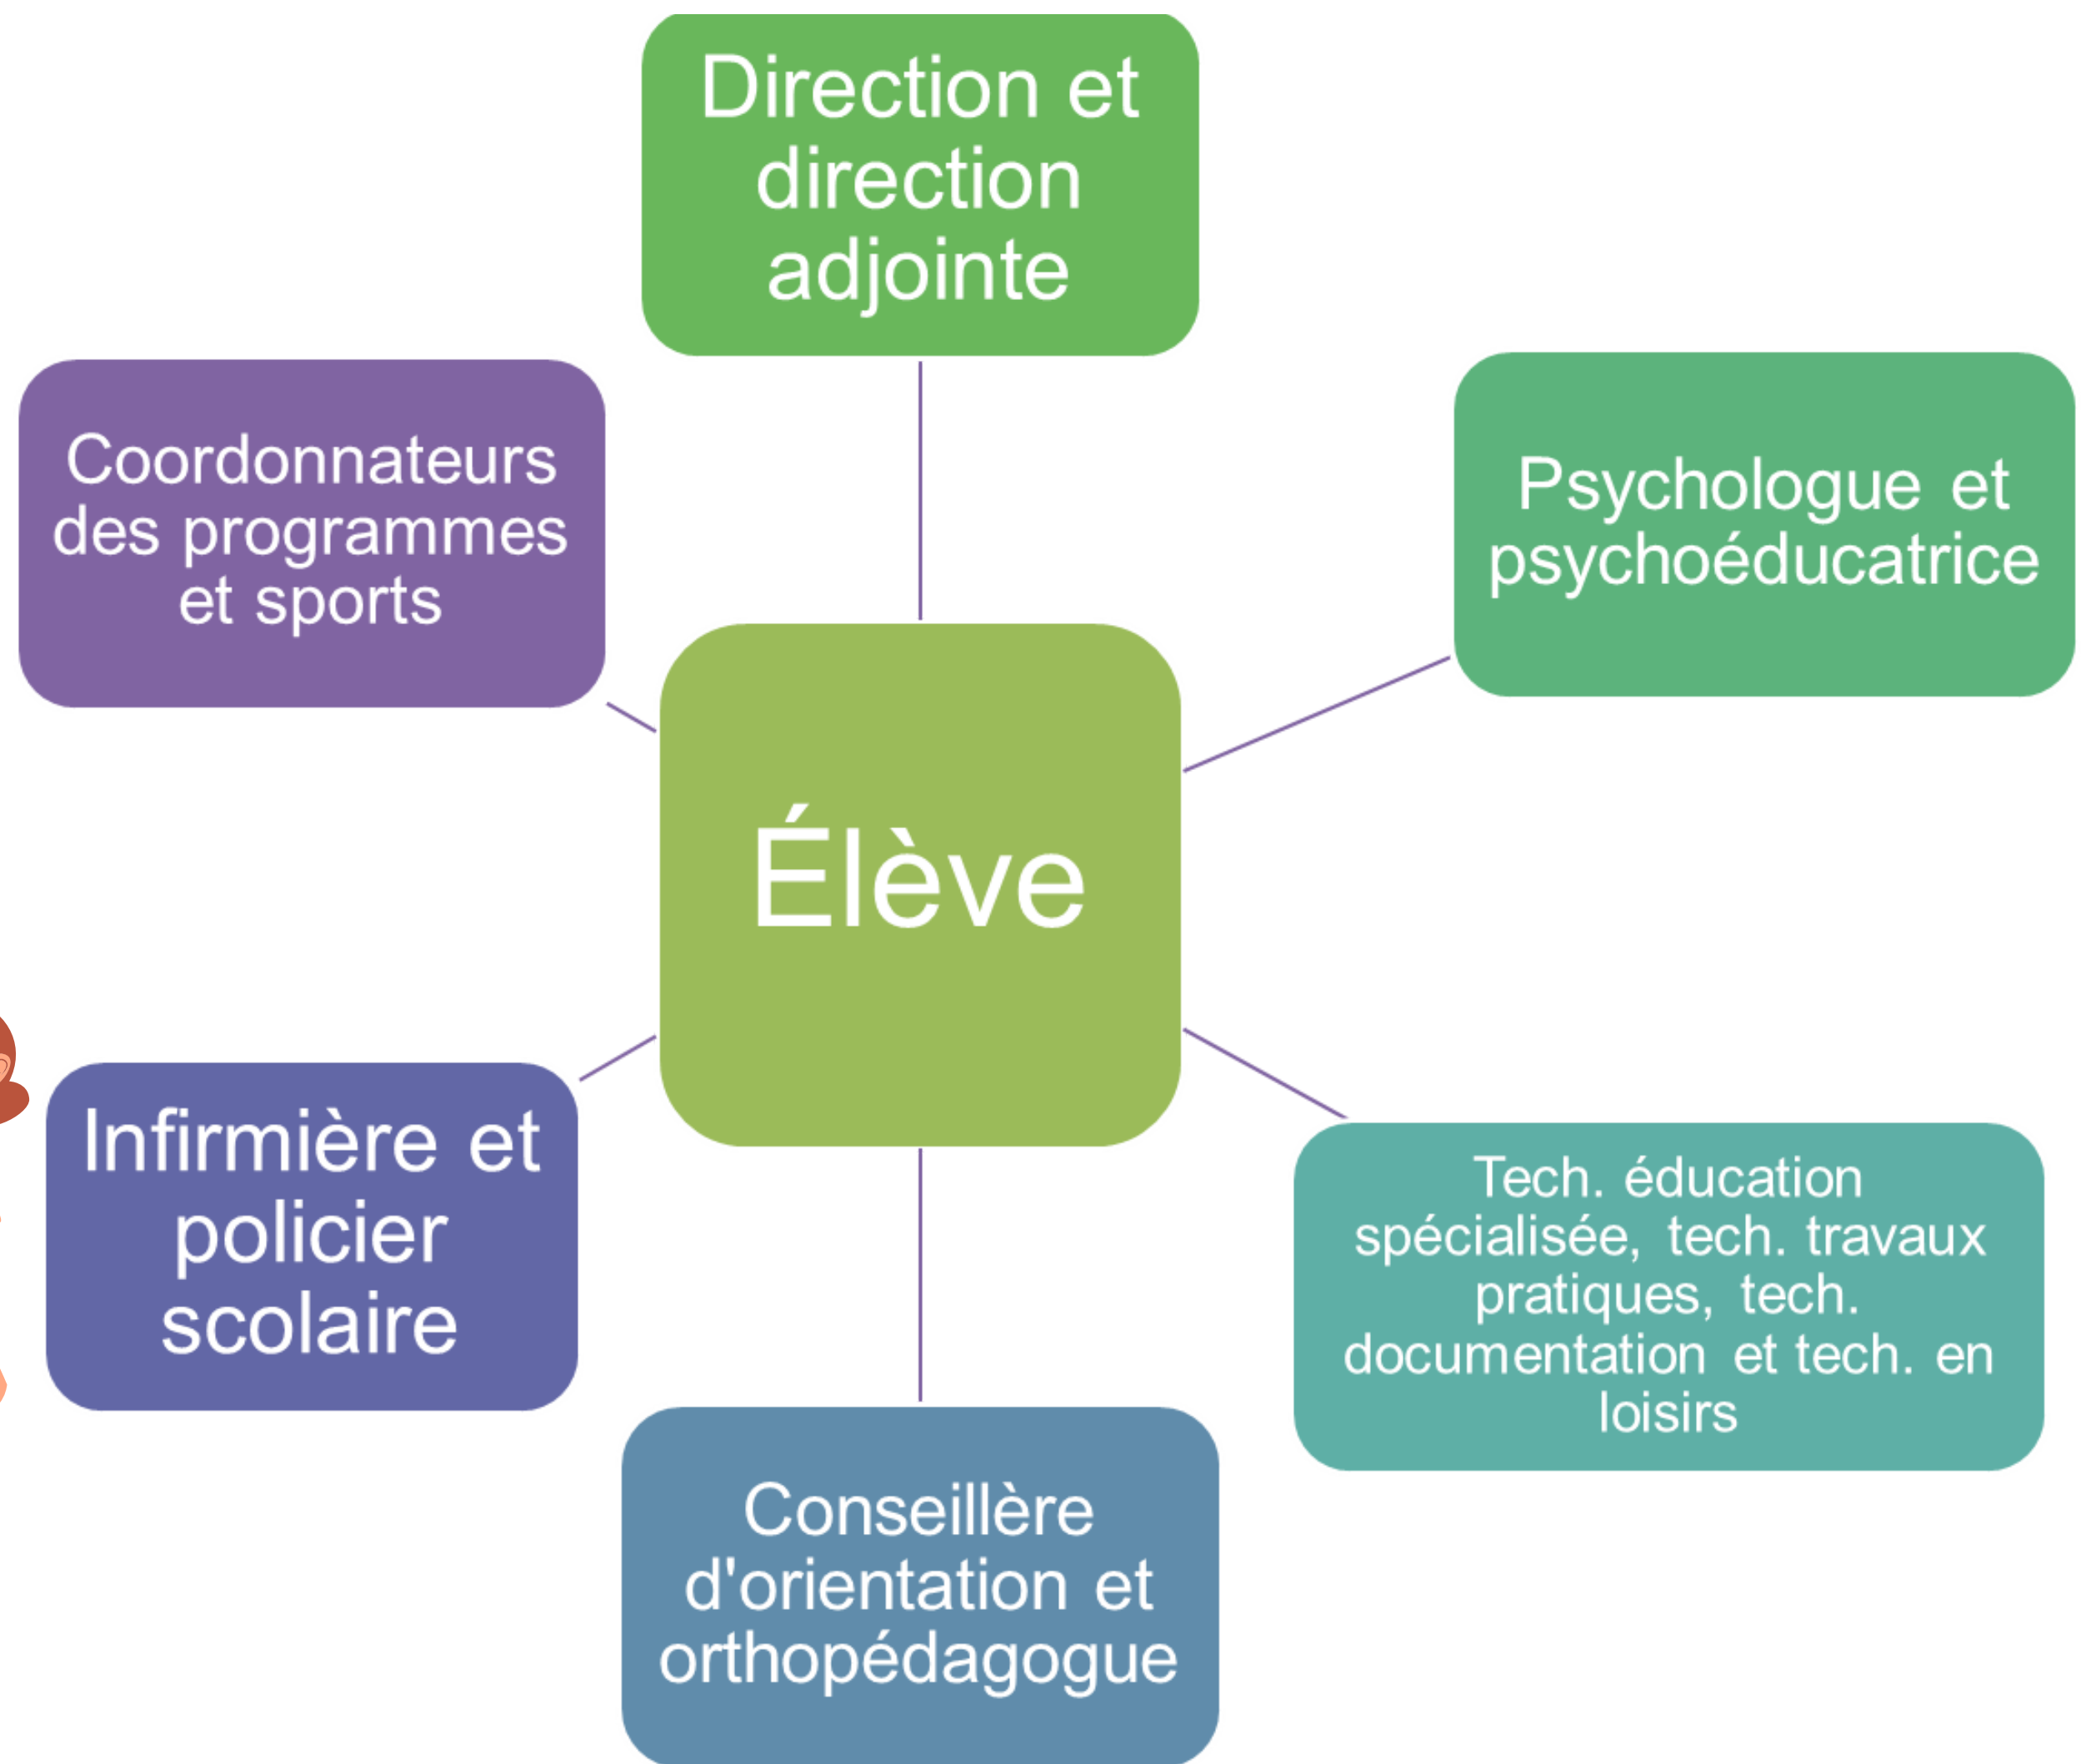 Direction et
direction
adjointe
Coordonnateurs
des programmes
et sports
Psychologue et
psychoéducatrice
Élève
Infirmière et
policier
scolaire
Tech. éducation
spécialisée, tech. travaux
pratiques, tech.
documentation et tech. en
loisirs
Conseillère
d'orientation et
orthopédagogue